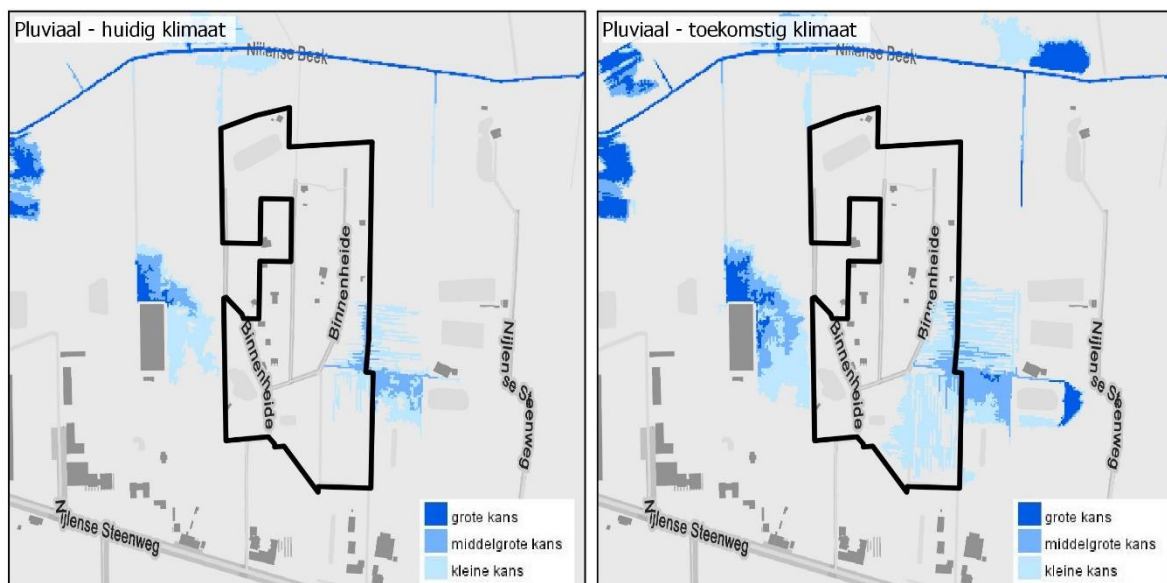 Pluviaal - huidig klimaat
Nijlense Beek
Binnenheide
Binnenheide
Nijlense Steenweg
Nijlense Steenweg
grote kans
middelgrote kans
kleine kans
Pluviaal - toekomstig klimaat
Nijlense Beek
Binnenheide
Binnenheide
Nijlense Steenweg
Nijlense Steenweg
grote kans
middelgrote kans
kleine kans